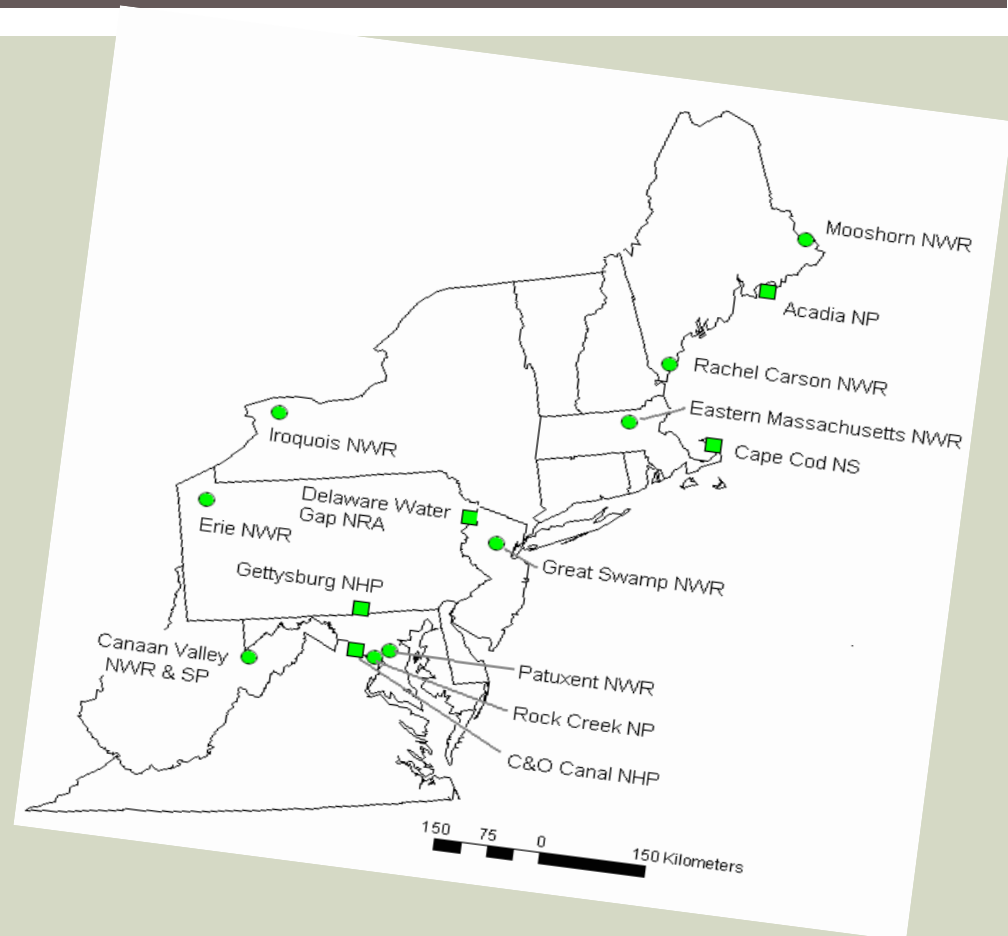 Mooshorn NWR
Acadia NP
Rachel Carson NWR
Eastern Massachusetts NWR
Cape Cod NS
Iroquois NWR
Delaware Water
Gap NRA
Erie NWR
Great Swamp NWR
Gettysburg NHP
Canaan Valley
NWR & SP
Patuxent NWR
Rock Creek NP
C&O Canal NHP
150 75 0 150 Kilometers